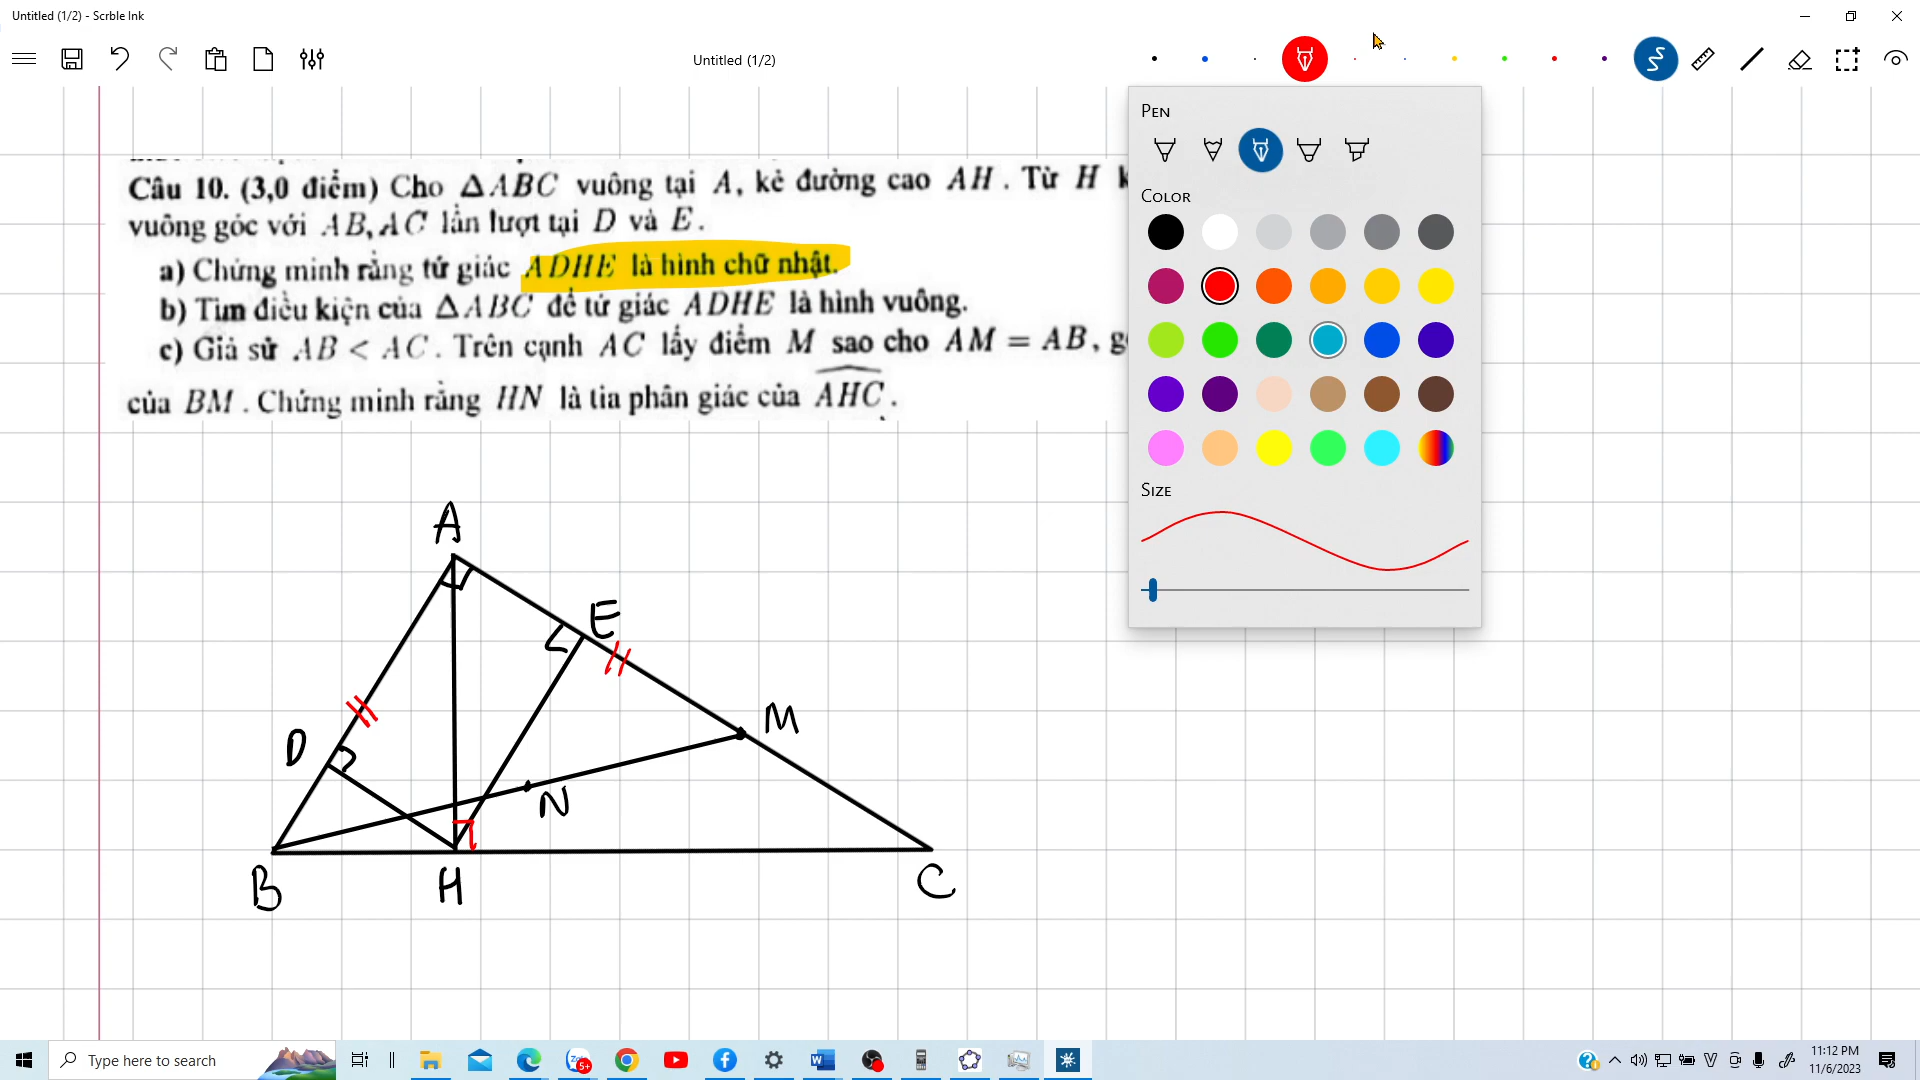 Untitled (1/2) - Scrble Ink
Untitled (1/2)
PEN
COLOR
SIZE
Câu 10. (3,0 điểm) Cho ΔABC vuông tại A, kẻ đường cao AH. Từ H k
vuông góc với AB, AC lần lượt tại D và E.
a) Chứng minh rằng tứ giác ADHE là hình chữ nhật.
b) Tìm điều kiện của ΔABC để tứ giác ADHE là hình vuông.
c) Giả sử AB < AC. Trên cạnh AC lấy điểm M sao cho AM = AB, g
của BM. Chứng minh rằng HN là tia phân giác của AHC.
A
E
D
M
N
B
H
C
Type here to search
Zalo
5+
11:12 PM
11/6/2023